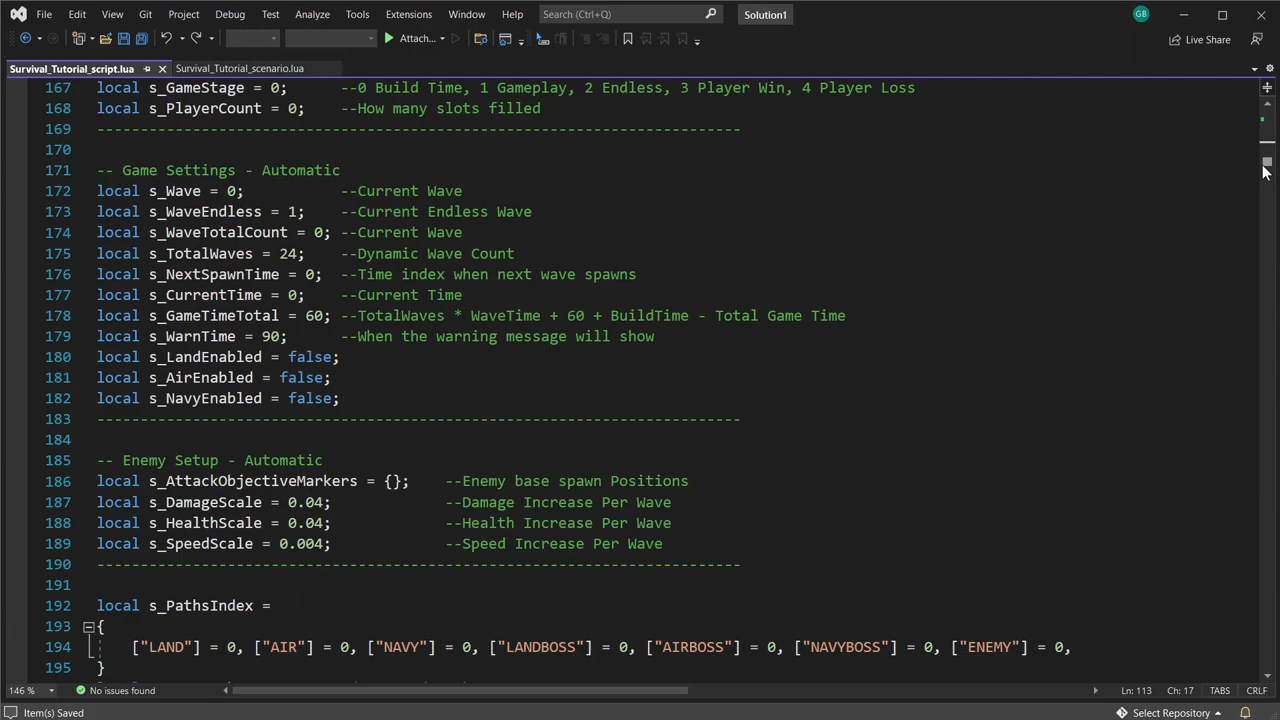 File Edit View Git Project Debug Test Analyze Tools Extensions Window Help Search (Ctrl+Q) Solution1 GB
Attach... Live Share
Survival_Tutorial_script.lua Survival_Tutorial_scenario.lua
167 local s_GameStage = 0; --0 Build Time, 1 Gameplay, 2 Endless, 3 Player Win, 4 Player Loss
168 local s_PlayerCount = 0; --How many slots filled
169 --------------------------------------------------------------------------
170
171 -- Game Settings - Automatic
172 local s_Wave = 0; --Current Wave
173 local s_WaveEndless = 1; --Current Endless Wave
174 local s_WaveTotalCount = 0; --Current Wave
175 local s_TotalWaves = 24; --Dynamic Wave Count
176 local s_NextSpawnTime = 0; --Time index when next wave spawns
177 local s_CurrentTime = 0; --Current Time
178 local s_GameTimeTotal = 60; --TotalWaves * WaveTime + 60 + BuildTime - Total Game Time
179 local s_WarnTime = 90; --When the warning message will show
180 local s_LandEnabled = false;
181 local s_AirEnabled = false;
182 local s_NavyEnabled = false;
183 --------------------------------------------------------------------------
184
185 -- Enemy Setup - Automatic
186 local s_AttackObjectiveMarkers = {}; --Enemy base spawn Positions
187 local s_DamageScale = 0.04; --Damage Increase Per Wave
188 local s_HealthScale = 0.04; --Health Increase Per Wave
189 local s_SpeedScale = 0.004; --Speed Increase Per Wave
190 --------------------------------------------------------------------------
191
192 local s_PathsIndex =
193 {
194 ["LAND"] = 0, ["AIR"] = 0, ["NAVY"] = 0, ["LANDBOSS"] = 0, ["AIRBOSS"] = 0, ["NAVYBOSS"] = 0, ["ENEMY"] = 0,
195 }
146 % No issues found Ln: 113 Ch: 17 TABS CRLF
Item(s) Saved Select Repository